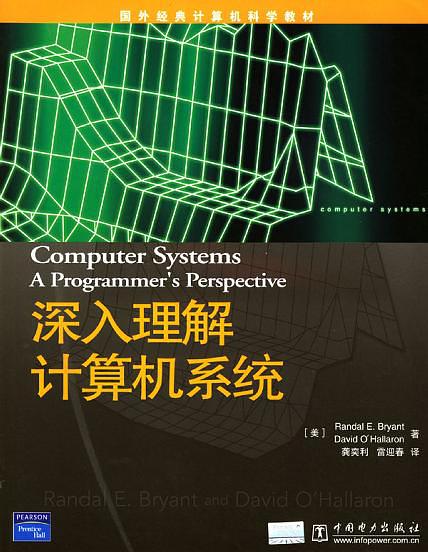 国外经典计算机科学教材
computer systems
Computer Systems
A Programmer's Perspective
深入理解
计算机系统
[美] Randal E. Bryant
David O'Hallaron 著
龚奕利 雷迎春 译
Randal E. Bryant and David O'Hallaron
PEARSON
Prentice
Hall
中国电力出版社
www.infopower.com.cn